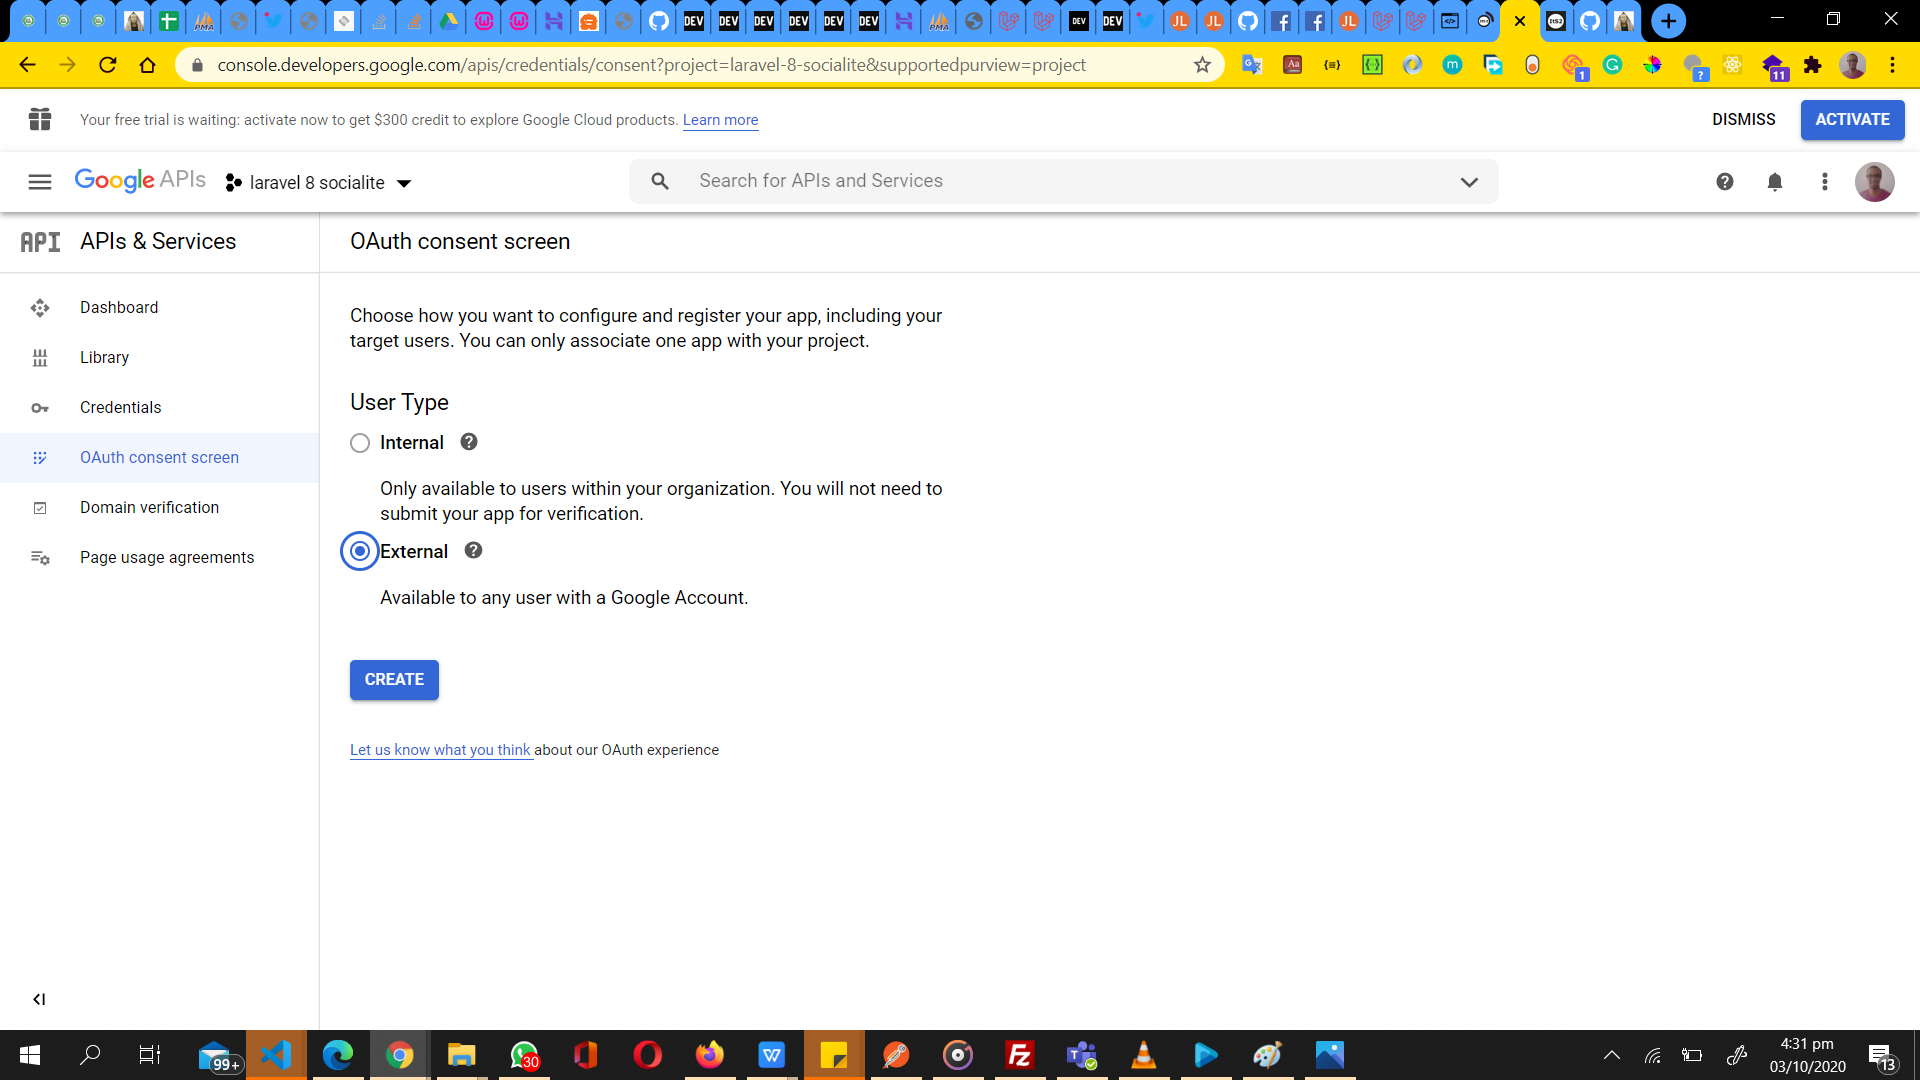 DEV DEV DEV DEV DEV DEV DEV DEV
console.developers.google.com/apis/credentials/consent?project=laravel-8-socialite&supportedpurview=project
1 ? 11
Your free trial is waiting: activate now to get $300 credit to explore Google Cloud products. Learn more
DISMISS
ACTIVATE
Google APIs
laravel 8 socialite
Search for APIs and Services
API APIs & Services
OAuth consent screen
Dashboard
Library
Credentials
OAuth consent screen
Domain verification
Page usage agreements
Choose how you want to configure and register your app, including your
target users. You can only associate one app with your project.
User Type
Internal
Only available to users within your organization. You will not need to
submit your app for verification.
External
Available to any user with a Google Account.
CREATE
Let us know what you think about our OAuth experience
99+
30
4:31 pm
03/10/2020
13